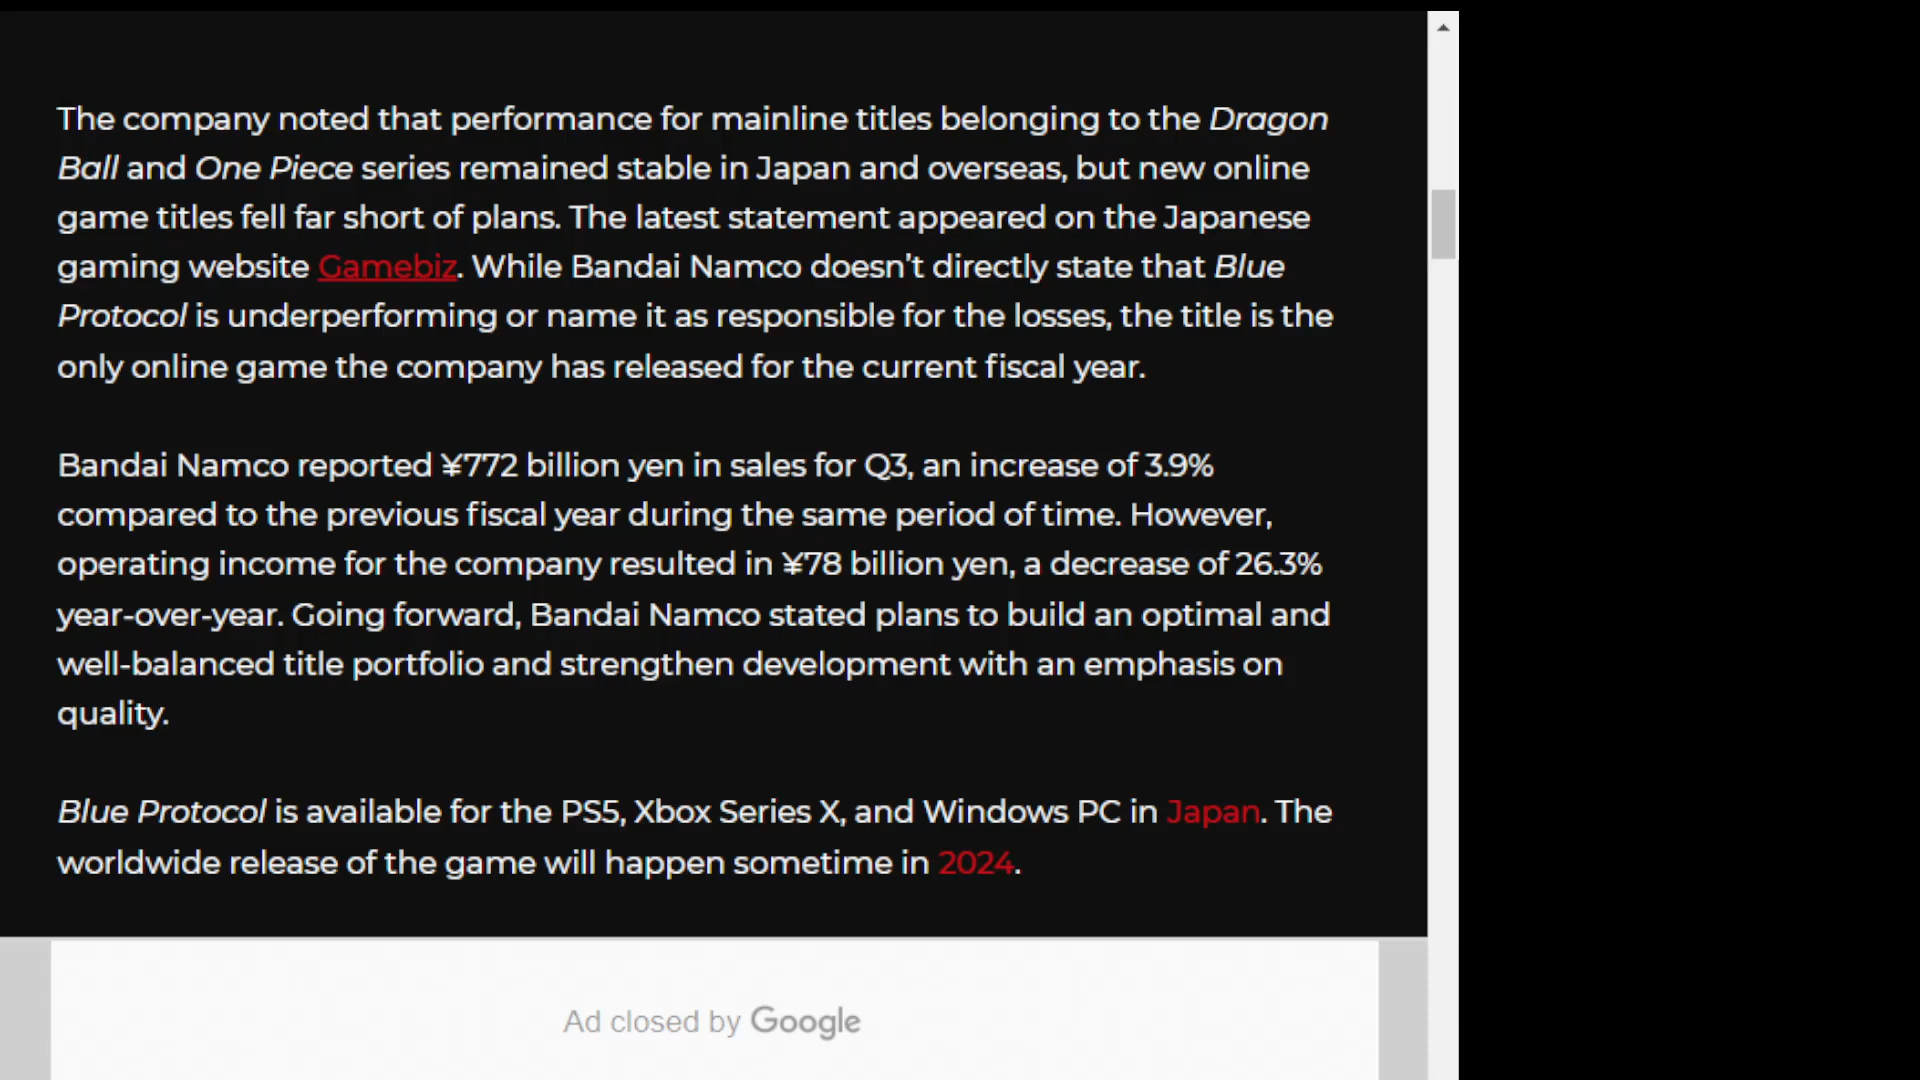 The company noted that performance for mainline titles belonging to the Dragon
Ball and One Piece series remained stable in Japan and overseas, but new online
game titles fell far short of plans. The latest statement appeared on the Japanese
gaming website Gamebiz. While Bandai Namco doesn't directly state that Blue
Protocol is underperforming or name it as responsible for the losses, the title is the
only online game the company has released for the current fiscal year.
Bandai Namco reported ¥772 billion yen in sales for Q3, an increase of 3.9%
compared to the previous fiscal year during the same period of time. However,
operating income for the company resulted in ¥78 billion yen, a decrease of 26.3%
year-over-year. Going forward, Bandai Namco stated plans to build an optimal and
well-balanced title portfolio and strengthen development with an emphasis on
quality.
Blue Protocol is available for the PS5, Xbox Series X, and Windows PC in Japan. The
worldwide release of the game will happen sometime in 2024.
Ad closed by Google